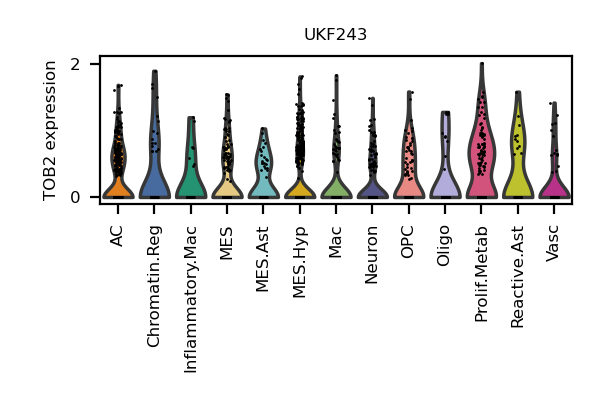 UKF243
TOB2 expression
2
0
AC
Chromatin.Reg
Inflammatory.Mac
MES
MES.Ast
MES.Hyp
Mac
Neuron
OPC
Oligo
Prolif.Metab
Reactive.Ast
Vasc